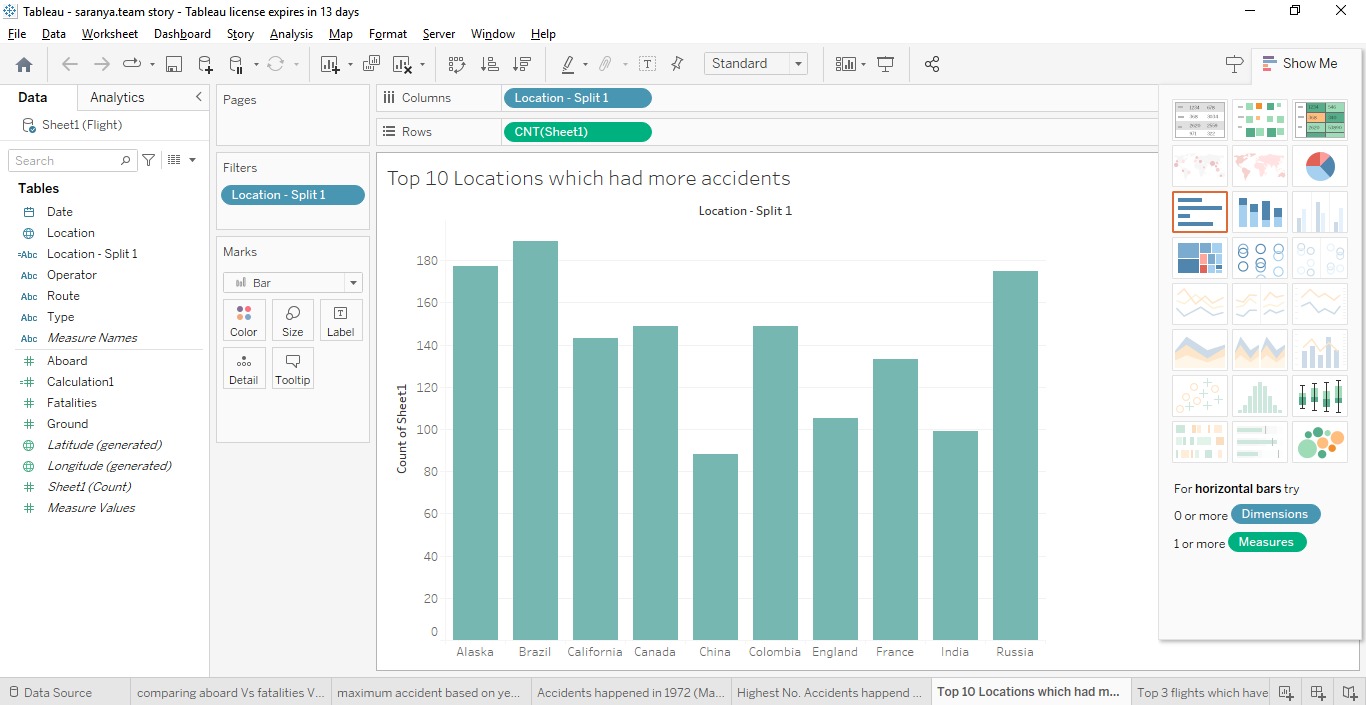 Tableau - saranya.team story - Tableau license expires in 13 days
File Data Worksheet Dashboard Story Analysis Map Format Server Window Help
Standard
Show Me
Data Analytics
Sheet1 (Flight)
Search
Tables
Date
Location
=Abc Location - Split 1
Abc Operator
Abc Route
Abc Type
Abc Measure Names
Aboard
Calculation1
Fatalities
Ground
Latitude (generated)
Longitude (generated)
Sheet1 (Count)
Measure Values
Pages
Filters
Location - Split 1
Marks
Bar
Color Size Label
Detail Tooltip
Columns Location - Split 1
Rows CNT(Sheet1)
Top 10 Locations which had more accidents
Location - Split 1
Count of Sheet1
180
160
140
120
100
80
60
40
20
0
Alaska Brazil California Canada China Colombia England France India Russia
For horizontal bars try
0 or more Dimensions
1 or more Measures
Data Source comparing aboard Vs fatalities V... maximum accident based on ye... Accidents happened in 1972 (Ma... Highest No. Accidents happend ... Top 10 Locations which had m... Top 3 flights which have